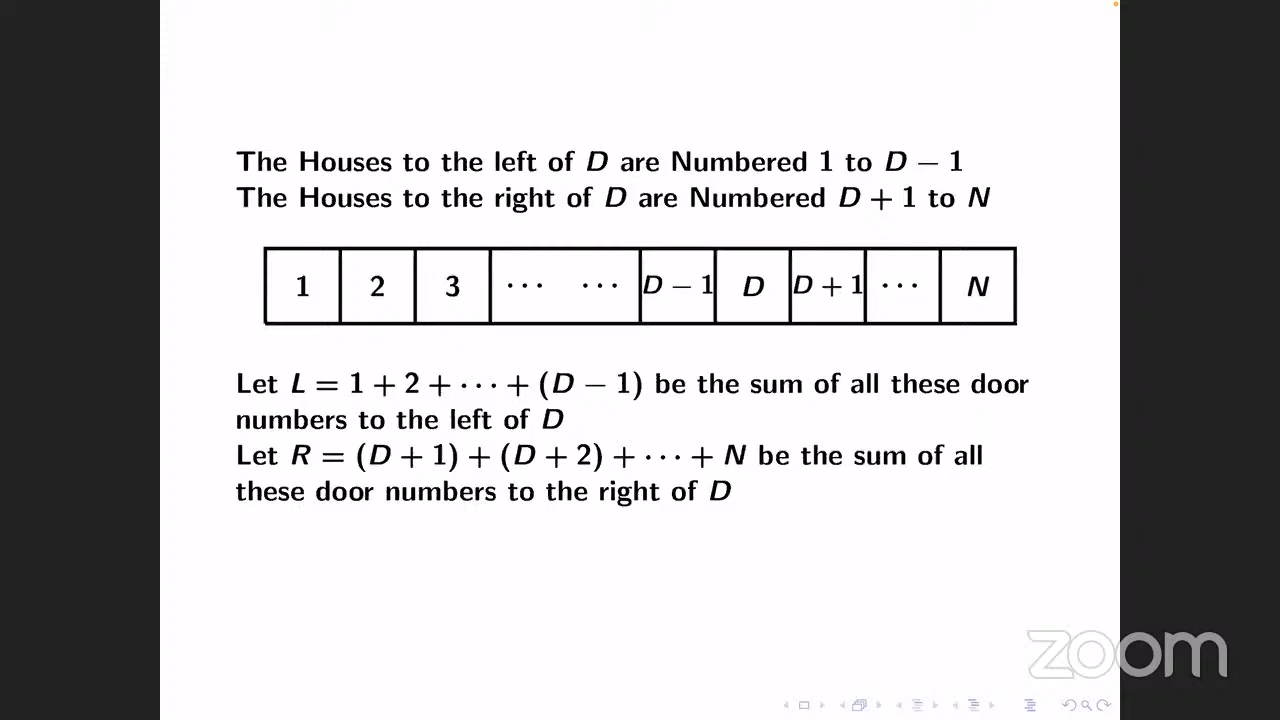 The Houses to the left of D are Numbered 1 to D − 1
The Houses to the right of D are Numbered D + 1 to N
1 2 3 ··· ··· D − 1 D D + 1 ··· N
Let L = 1 + 2 + ··· + (D − 1) be the sum of all these door
numbers to the left of D
Let R = (D + 1) + (D + 2) + ··· + N be the sum of all
these door numbers to the right of D
zoom